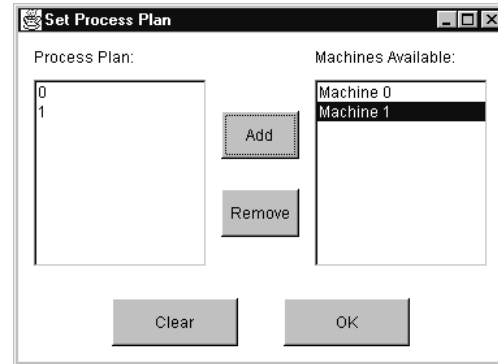 Set Process Plan
Process Plan:
Machines Available:
0
1
Machine 0
Machine 1
Add
Remove
Clear
OK